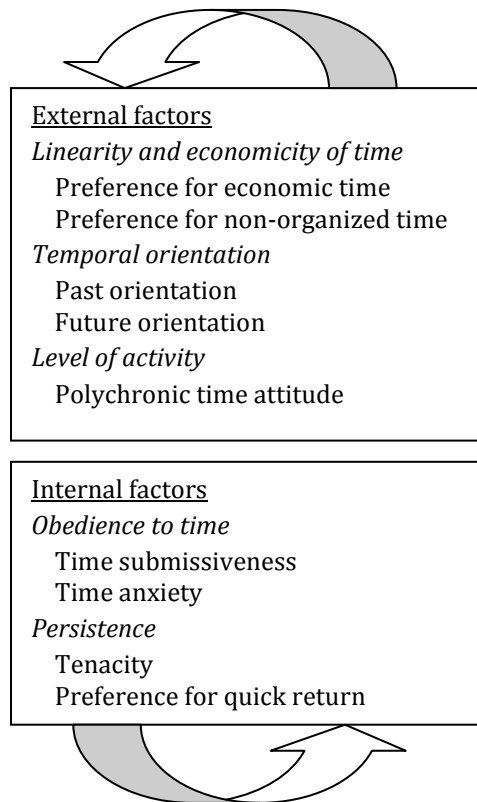 External factors
Linearity and economicity of time
Preference for economic time
Preference for non-organized time
Temporal orientation
Past orientation
Future orientation
Level of activity
Polychronic time attitude
Internal factors
Obedience to time
Time submissiveness
Time anxiety
Persistence
Tenacity
Preference for quick return